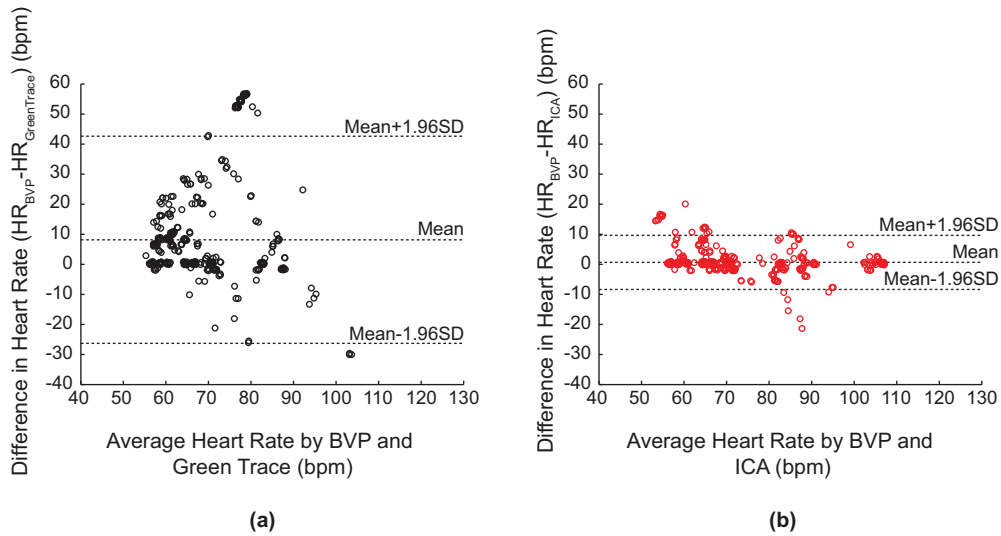 Difference in Heart Rate (HR_BVP-HR_GreenTrace) (bpm)
60
50
40
30
20
10
0
-10
-20
-30
-40
Mean+1.96SD
Mean
Mean-1.96SD
40 50 60 70 80 90 100 110 120 130
Average Heart Rate by BVP and
Green Trace (bpm)
(a)
Difference in Heart Rate (HR_BVP-HR_ICA) (bpm)
60
50
40
30
20
10
0
-10
-20
-30
-40
Mean+1.96SD
Mean
Mean-1.96SD
40 50 60 70 80 90 100 110 120 130
Average Heart Rate by BVP and
ICA (bpm)
(b)